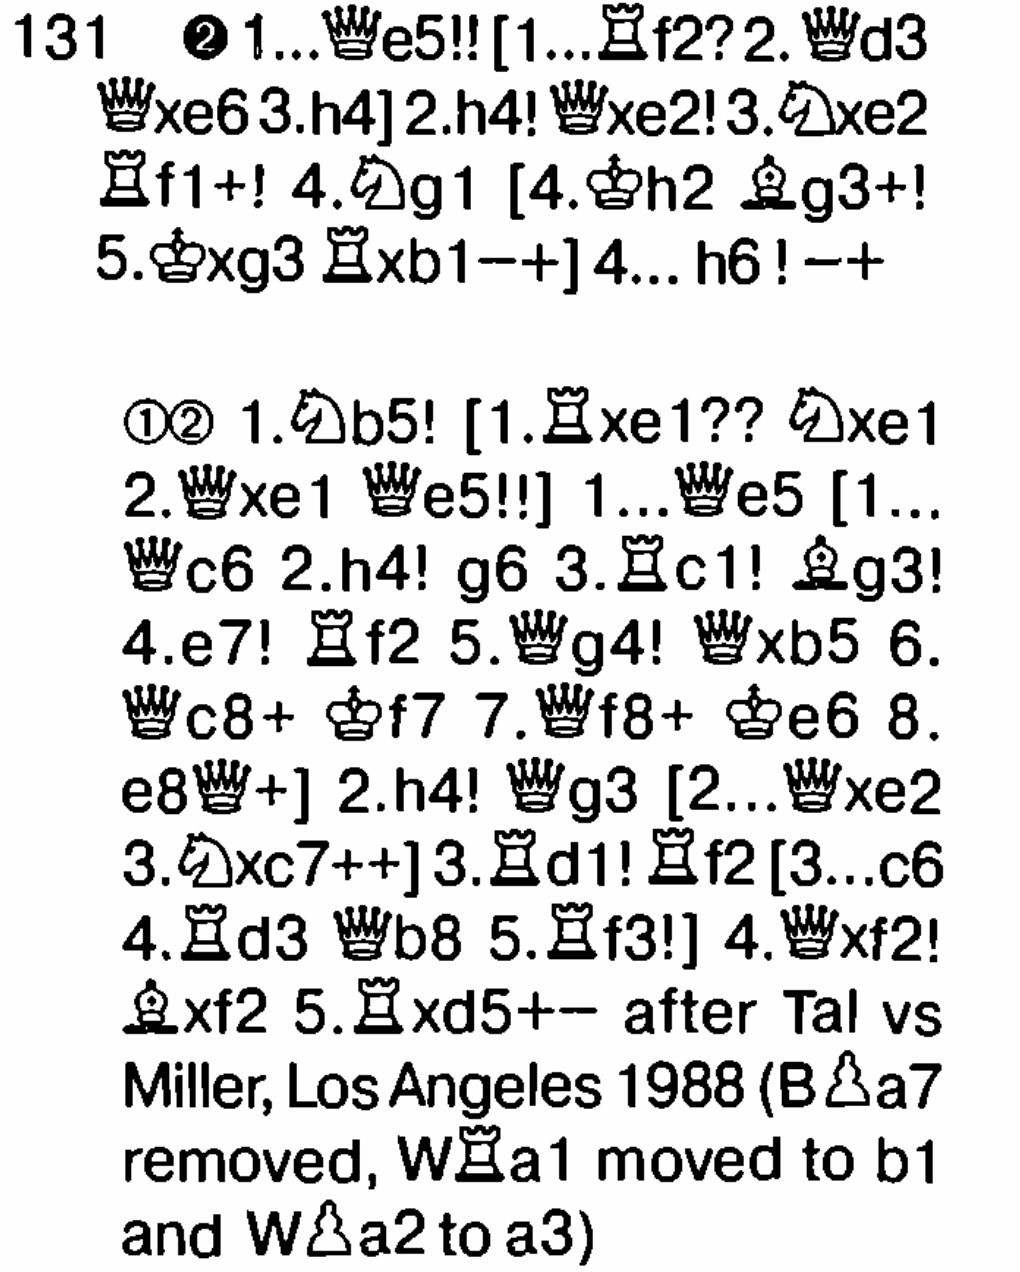 131 ❷ 1...♕e5!! [1...♖f2? 2. ♕d3
♕xe6 3.h4] 2.h4! ♕xe2! 3.♘xe2
♖f1+! 4.♘g1 [4.♔h2 ♗g3+!
5.♔xg3 ♖xb1–+] 4... h6! –+
①② 1.♘b5! [1.♖xe1?? ♘xe1
2.♕xe1 ♕e5!!] 1...♕e5 [1...
♕c6 2.h4! g6 3.♖c1! ♗g3!
4.e7! ♖f2 5.♕g4! ♕xb5 6.
♕c8+ ♔f7 7.♕f8+ ♔e6 8.
e8♕+] 2.h4! ♕g3 [2...♕xe2
3.♘xc7++] 3.♖d1! ♖f2 [3...c6
4.♖d3 ♕b8 5.♖f3!] 4.♕xf2!
♗xf2 5.♖xd5+– after Tal vs
Miller, Los Angeles 1988 (B♙a7
removed, W♖a1 moved to b1
and W♙a2 to a3)